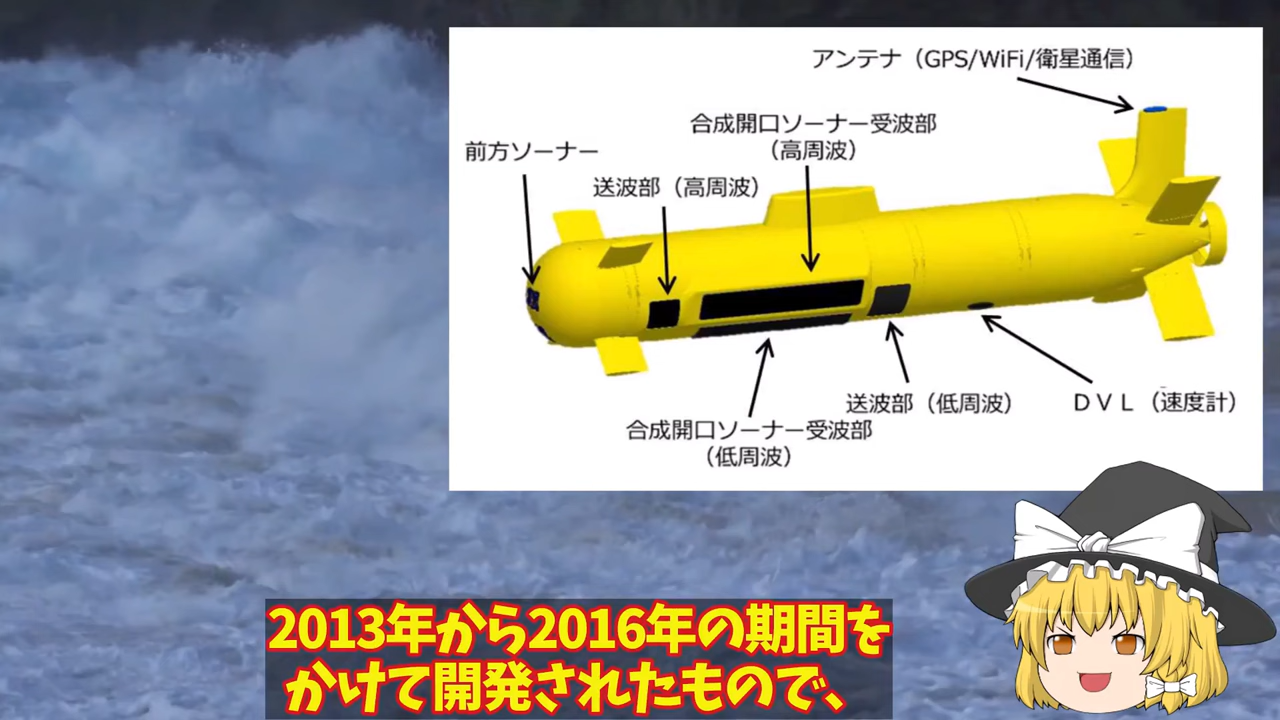 アンテナ（GPS/WiFi/衛星通信）
合成開口ソーナー受波部
（高周波）
前方ソーナー
送波部（高周波）
送波部（低周波）
ＤＶＬ（速度計）
合成開口ソーナー受波部
（低周波）
2013年から2016年の期間を
かけて開発されたもので、